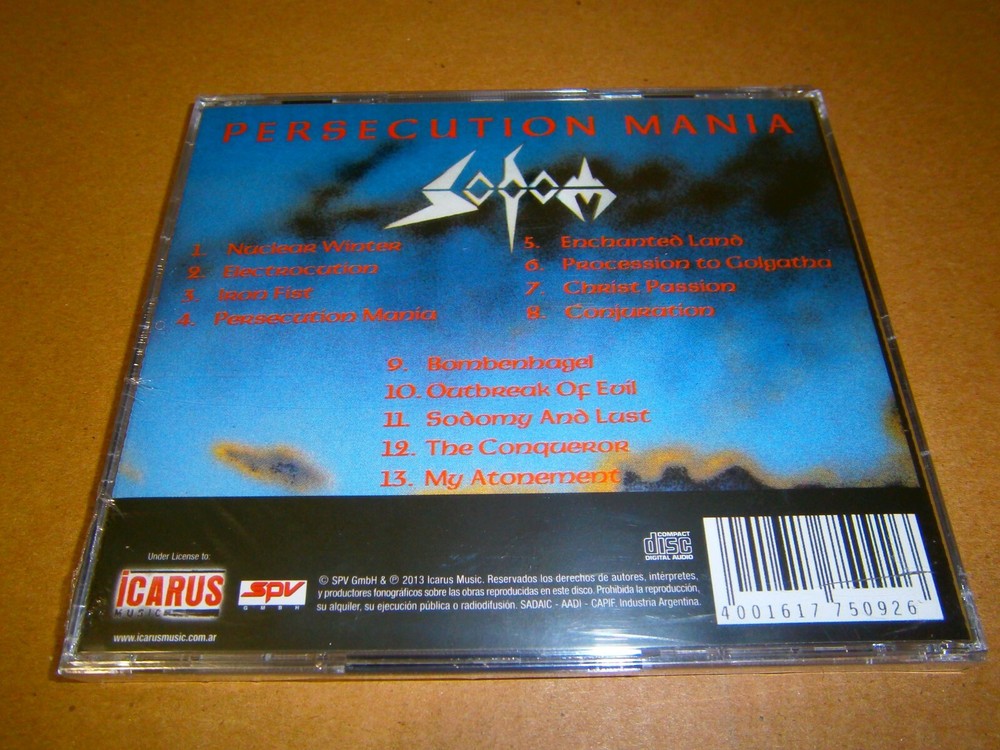 PERSECUTION MANIA
SODOM
1. Nuclear Winter
2. Electrocution
3. Iron Fist
4. Persecution Mania
5. Enchanted Land
6. Procession to Golgatha
7. Christ Passion
8. Conjuration
9. Bombenhagel
10. Outbreak Of Evil
11. Sodomy And Lust
12. The Conqueror
13. My Atonement
Under License to:
iCARUS
MUSIC
www.icarusmusic.com.ar
SPV
GMBH
© SPV GmbH & ℗ 2013 Icarus Music. Reservados los derechos de autores, intérpretes,
y productores fonográficos sobre las obras reproducidas en este disco. Prohibida la reproducción,
su alquiler, su ejecución pública o radiodifusión. SADAIC - AADI - CAPIF. Industria Argentina.
COMPACT
disc
DIGITAL AUDIO
4 001617 750926